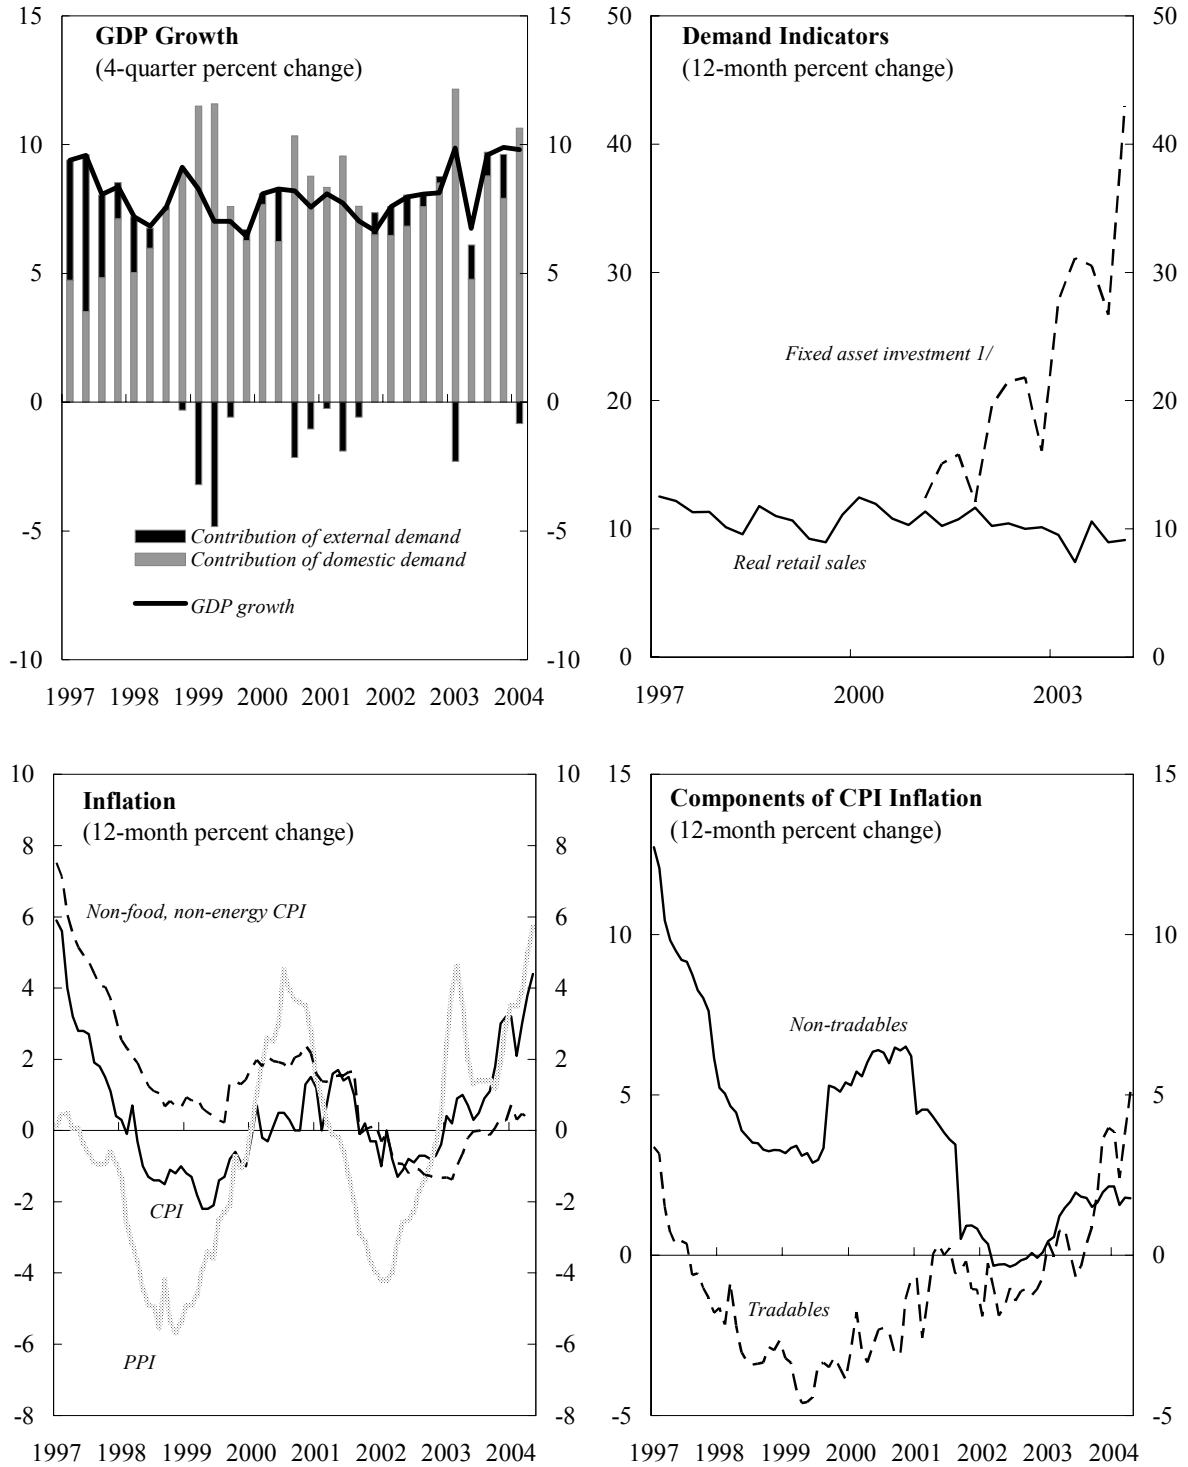 GDP Growth
(4-quarter percent change)
15
10
5
0
-5
-10
15
10
5
0
-5
-10
Contribution of external demand
Contribution of domestic demand
GDP growth
1997 1998 1999 2000 2001 2002 2003 2004
Demand Indicators
(12-month percent change)
50
40
30
20
10
0
50
40
30
20
10
0
Fixed asset investment 1/
Real retail sales
1997 2000 2003
Inflation
(12-month percent change)
10
8
6
4
2
0
-2
-4
-6
-8
10
8
6
4
2
0
-2
-4
-6
-8
Non-food, non-energy CPI
CPI
PPI
1997 1998 1999 2000 2001 2002 2003 2004
Components of CPI Inflation
(12-month percent change)
15
10
5
0
-5
15
10
5
0
-5
Non-tradables
Tradables
1997 1998 1999 2000 2001 2002 2003 2004